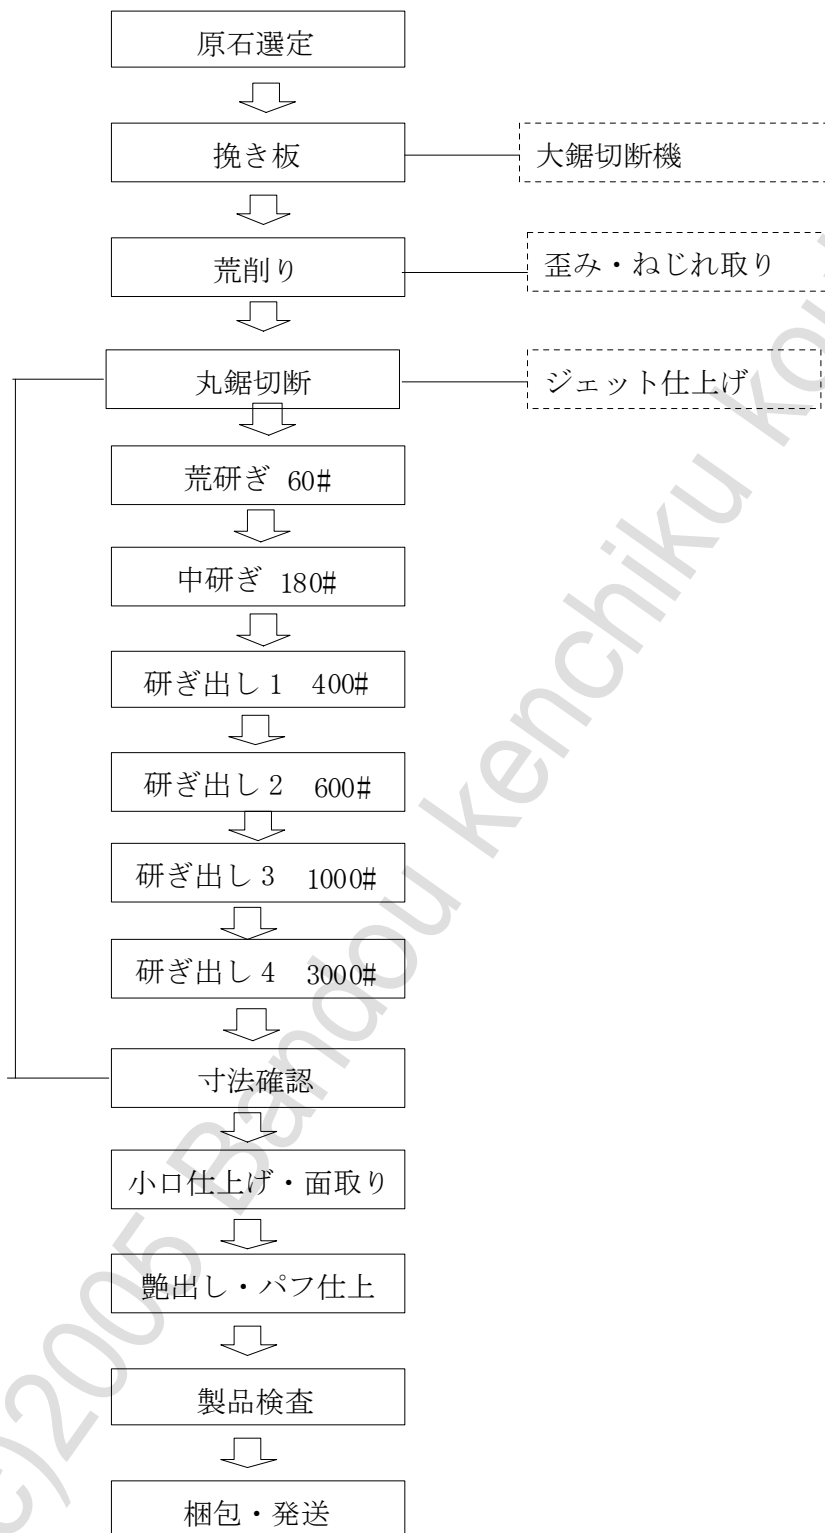 原石選定
挽き板
大鋸切断機
荒削り
歪み・ねじれ取り
丸鋸切断
ジェット仕上げ
荒研ぎ 60#
中研ぎ 180#
研ぎ出し１ 400#
研ぎ出し２ 600#
研ぎ出し３ 1000#
研ぎ出し４ 3000#
寸法確認
小口仕上げ・面取り
艶出し・パフ仕上
製品検査
梱包・発送
c)2005 Bandou kenchiku kou